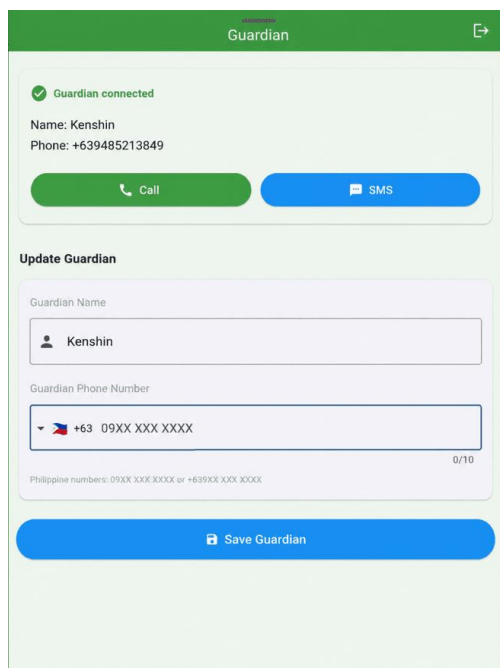 Guardian
Guardian connected
Name: Kenshin
Phone: +639485213849
Call
SMS
Update Guardian
Guardian Name
Kenshin
Guardian Phone Number
+63 09XX XXX XXXX
0/10
Philippine numbers: 09XX XXX XXXX or +639XX XXX XXXX
Save Guardian